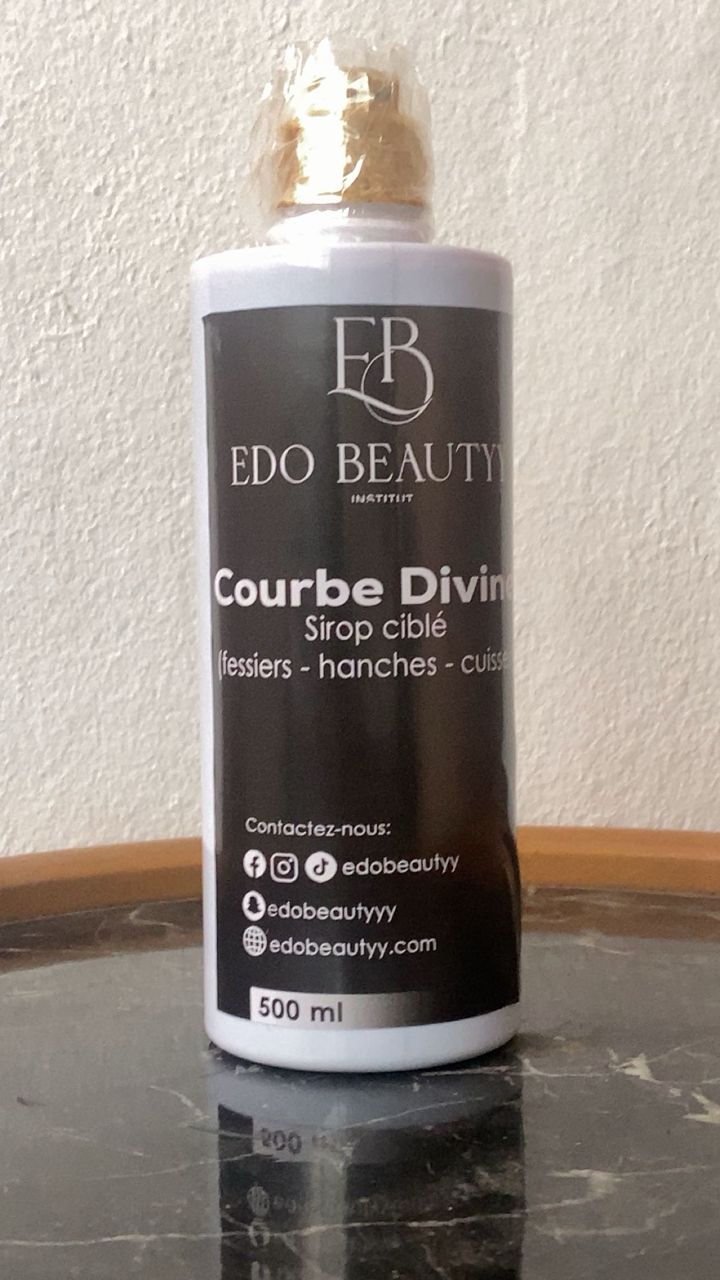 EB
EDO BEAUTYY
INSTITUT
Courbe Divin
Sirop ciblé
(fessiers - hanches - cuisse
Contactez-nous:
edobeautyy
edobeautyyy
edobeautyy.com
500 ml